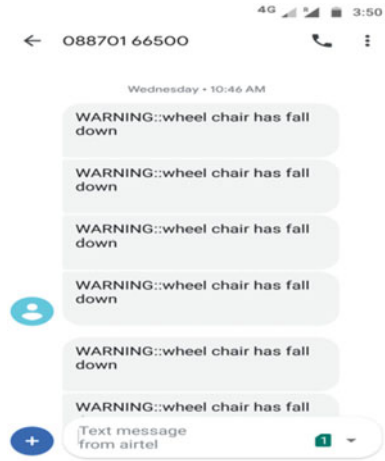 4G 3:50
088701 66500
Wednesday • 10:46 AM
WARNING::wheel chair has fall
down
WARNING::wheel chair has fall
down
WARNING::wheel chair has fall
down
WARNING::wheel chair has fall
down
WARNING::wheel chair has fall
down
WARNING::wheel chair has fall
Text message
from airtel
1